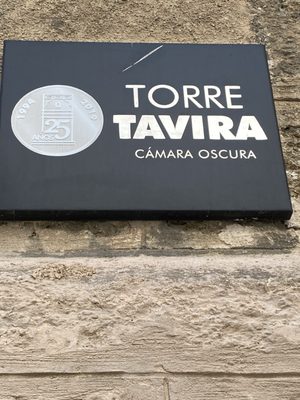 TORRE
TAVIRA
CÁMARA OSCURA
1994 2019
25
AÑOS